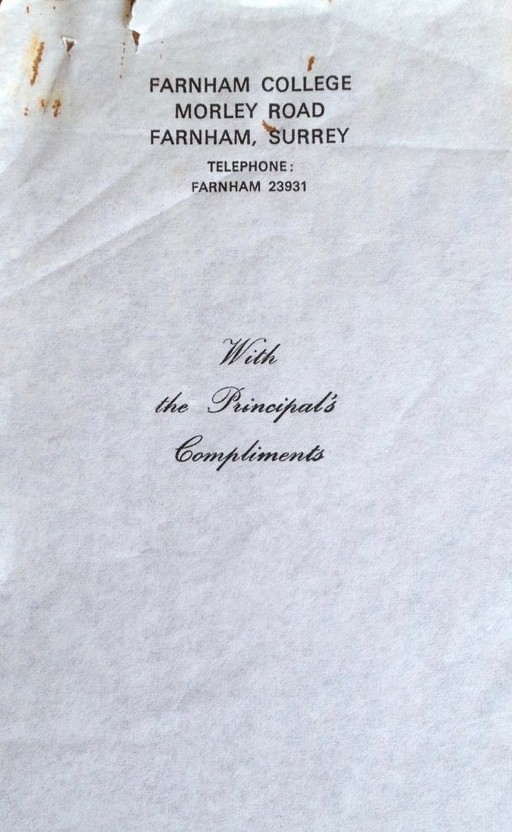 FARNHAM COLLEGE
MORLEY ROAD
FARNHAM, SURREY
TELEPHONE:
FARNHAM 23931
With
the Principal's
Compliments